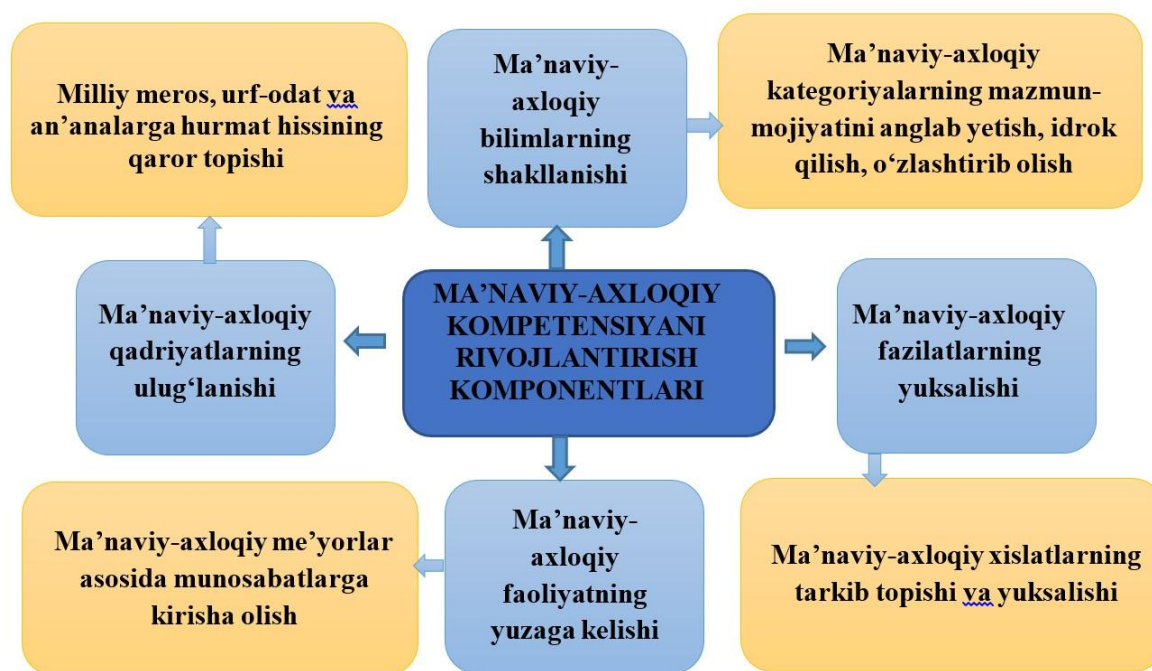 Milliy meros, urf-odat va
an’analarga hurmat hissining
qaror topishi
Ma’naviy-
axloqiy
bilimlarning
shakllanishi
Ma’naviy-axloqiy
kategoriyalarning mazmun-
mojiyatini anglab yetish, idrok
qilish, o‘zlashtirib olish
Ma’naviy-axloqiy
qadriyatlarning
ulug‘lanishi
MA’NAVIY-AXLOQIY
KOMPETENSIYANI
RIVOJLANTIRISH
KOMPONENTLARI
Ma’naviy-axloqiy
fazilatlarning
yuksalishi
Ma’naviy-axloqiy me’yorlar
asosida munosabatlarga
kirisha olish
Ma’naviy-
axloqiy
faoliyatning
yuzaga kelishi
Ma’naviy-axloqiy xislatlarning
tarkib topishi va yuksalishi